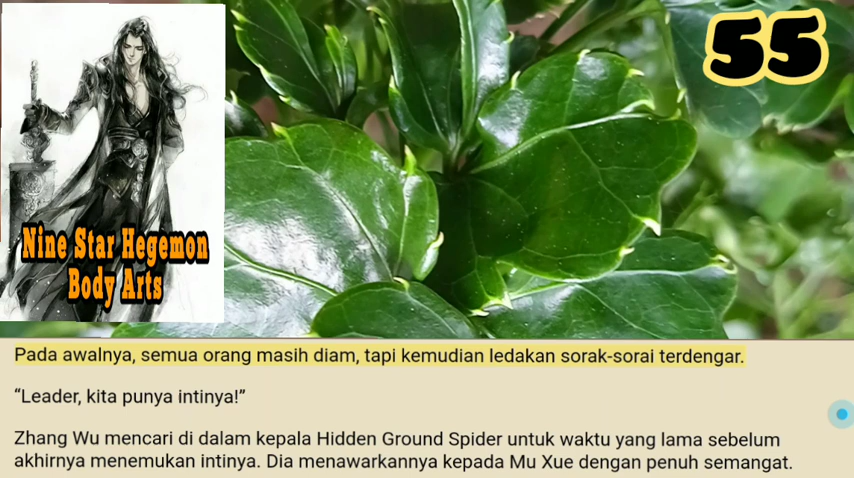 55
Nine Star Hegemon
Body Arts
Pada awalnya, semua orang masih diam, tapi kemudian ledakan sorak-sorai terdengar.
“Leader, kita punya intinya!”
Zhang Wu mencari di dalam kepala Hidden Ground Spider untuk waktu yang lama sebelum
akhirnya menemukan intinya. Dia menawarkannya kepada Mu Xue dengan penuh semangat.